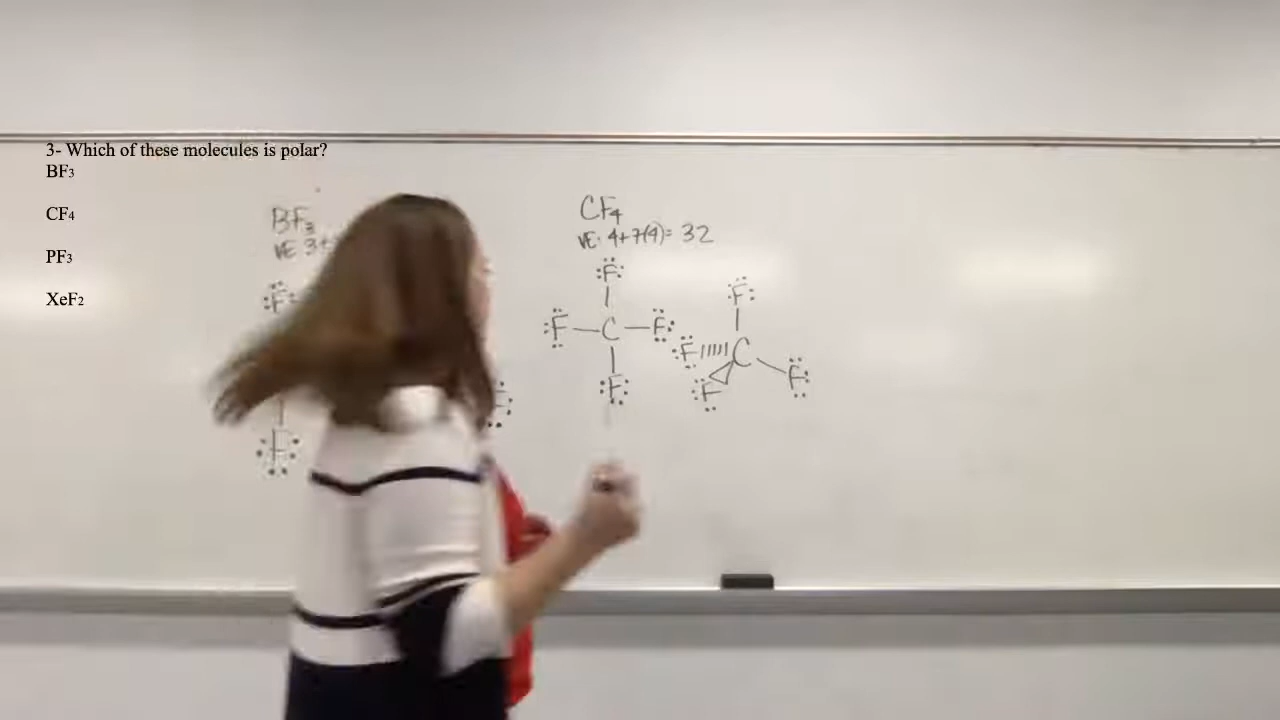 3- Which of these molecules is polar?
BF3
CF4
PF3
XeF2
BF3
VE 3+
F
F
F
CF4
VE: 4+7(4)= 32
F
F — C — F
F
F
F C
F F